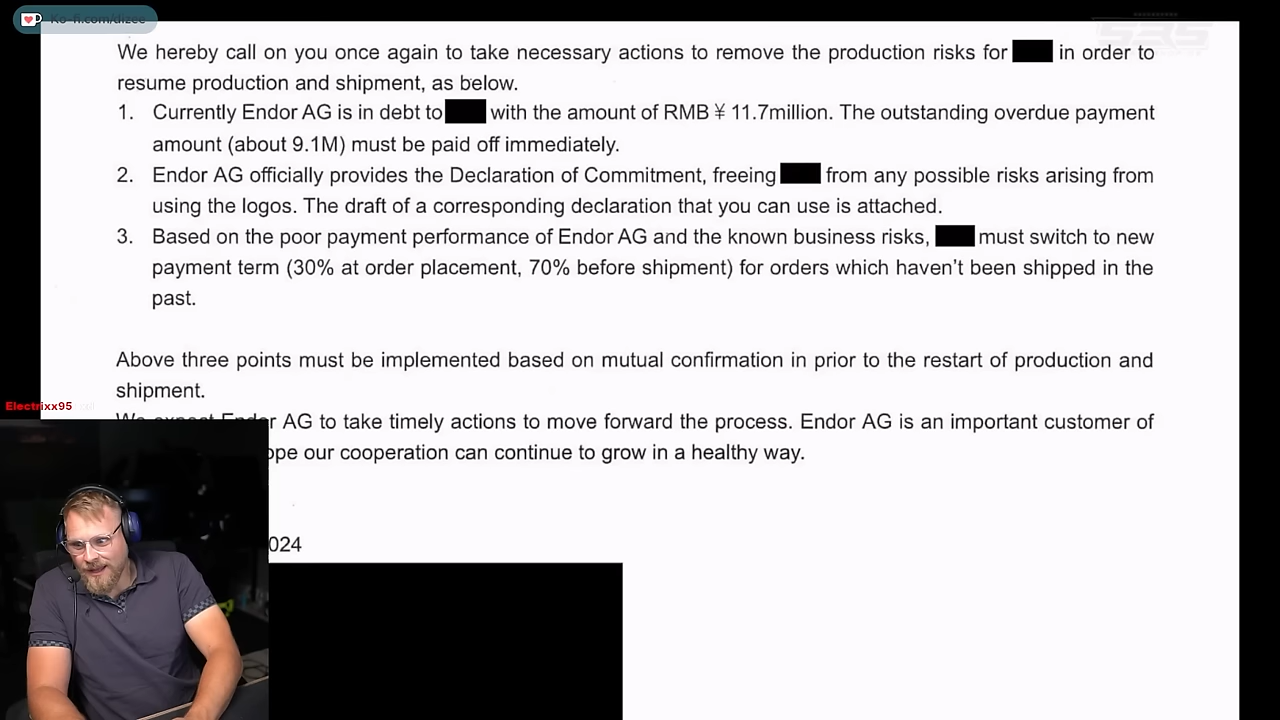 Ko-fi.com/dizee
SRS
We hereby call on you once again to take necessary actions to remove the production risks for in order to
resume production and shipment, as below.
1. Currently Endor AG is in debt to with the amount of RMB ¥ 11.7million. The outstanding overdue payment
amount (about 9.1M) must be paid off immediately.
2. Endor AG officially provides the Declaration of Commitment, freeing from any possible risks arising from
using the logos. The draft of a corresponding declaration that you can use is attached.
3. Based on the poor payment performance of Endor AG and the known business risks, must switch to new
payment term (30% at order placement, 70% before shipment) for orders which haven't been shipped in the
past.
Above three points must be implemented based on mutual confirmation in prior to the restart of production and
shipment.
Electrixx95
We expect Endor AG to take timely actions to move forward the process. Endor AG is an important customer of
ope our cooperation can continue to grow in a healthy way.
024